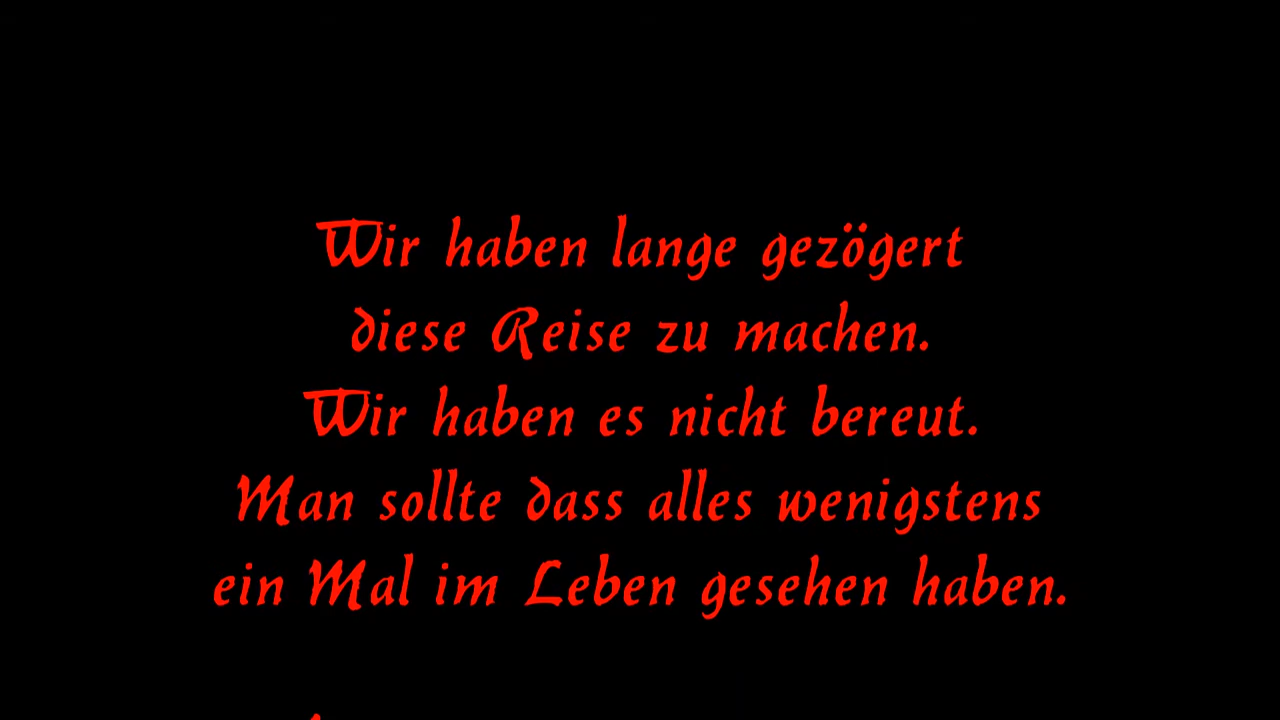 Wir haben lange gezögert
diese Reise zu machen.
Wir haben es nicht bereut.
Man sollte dass alles wenigstens
ein Mal im Leben gesehen haben.